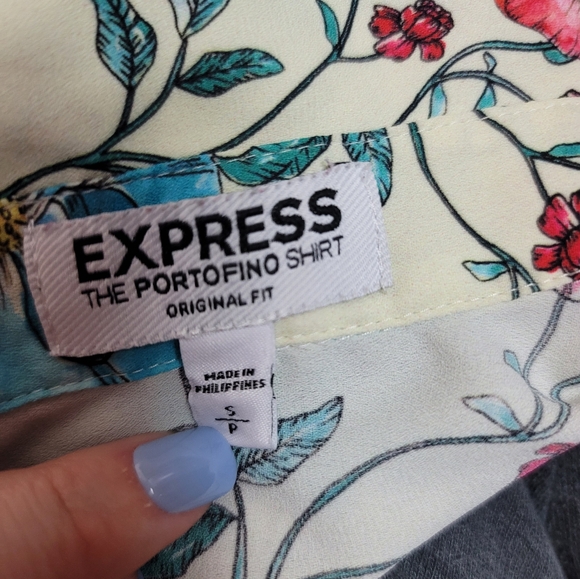 EXPRESS
THE PORTOFINO SHIRT
ORIGINAL FIT
MADE IN
PHILIPPINES
S
P